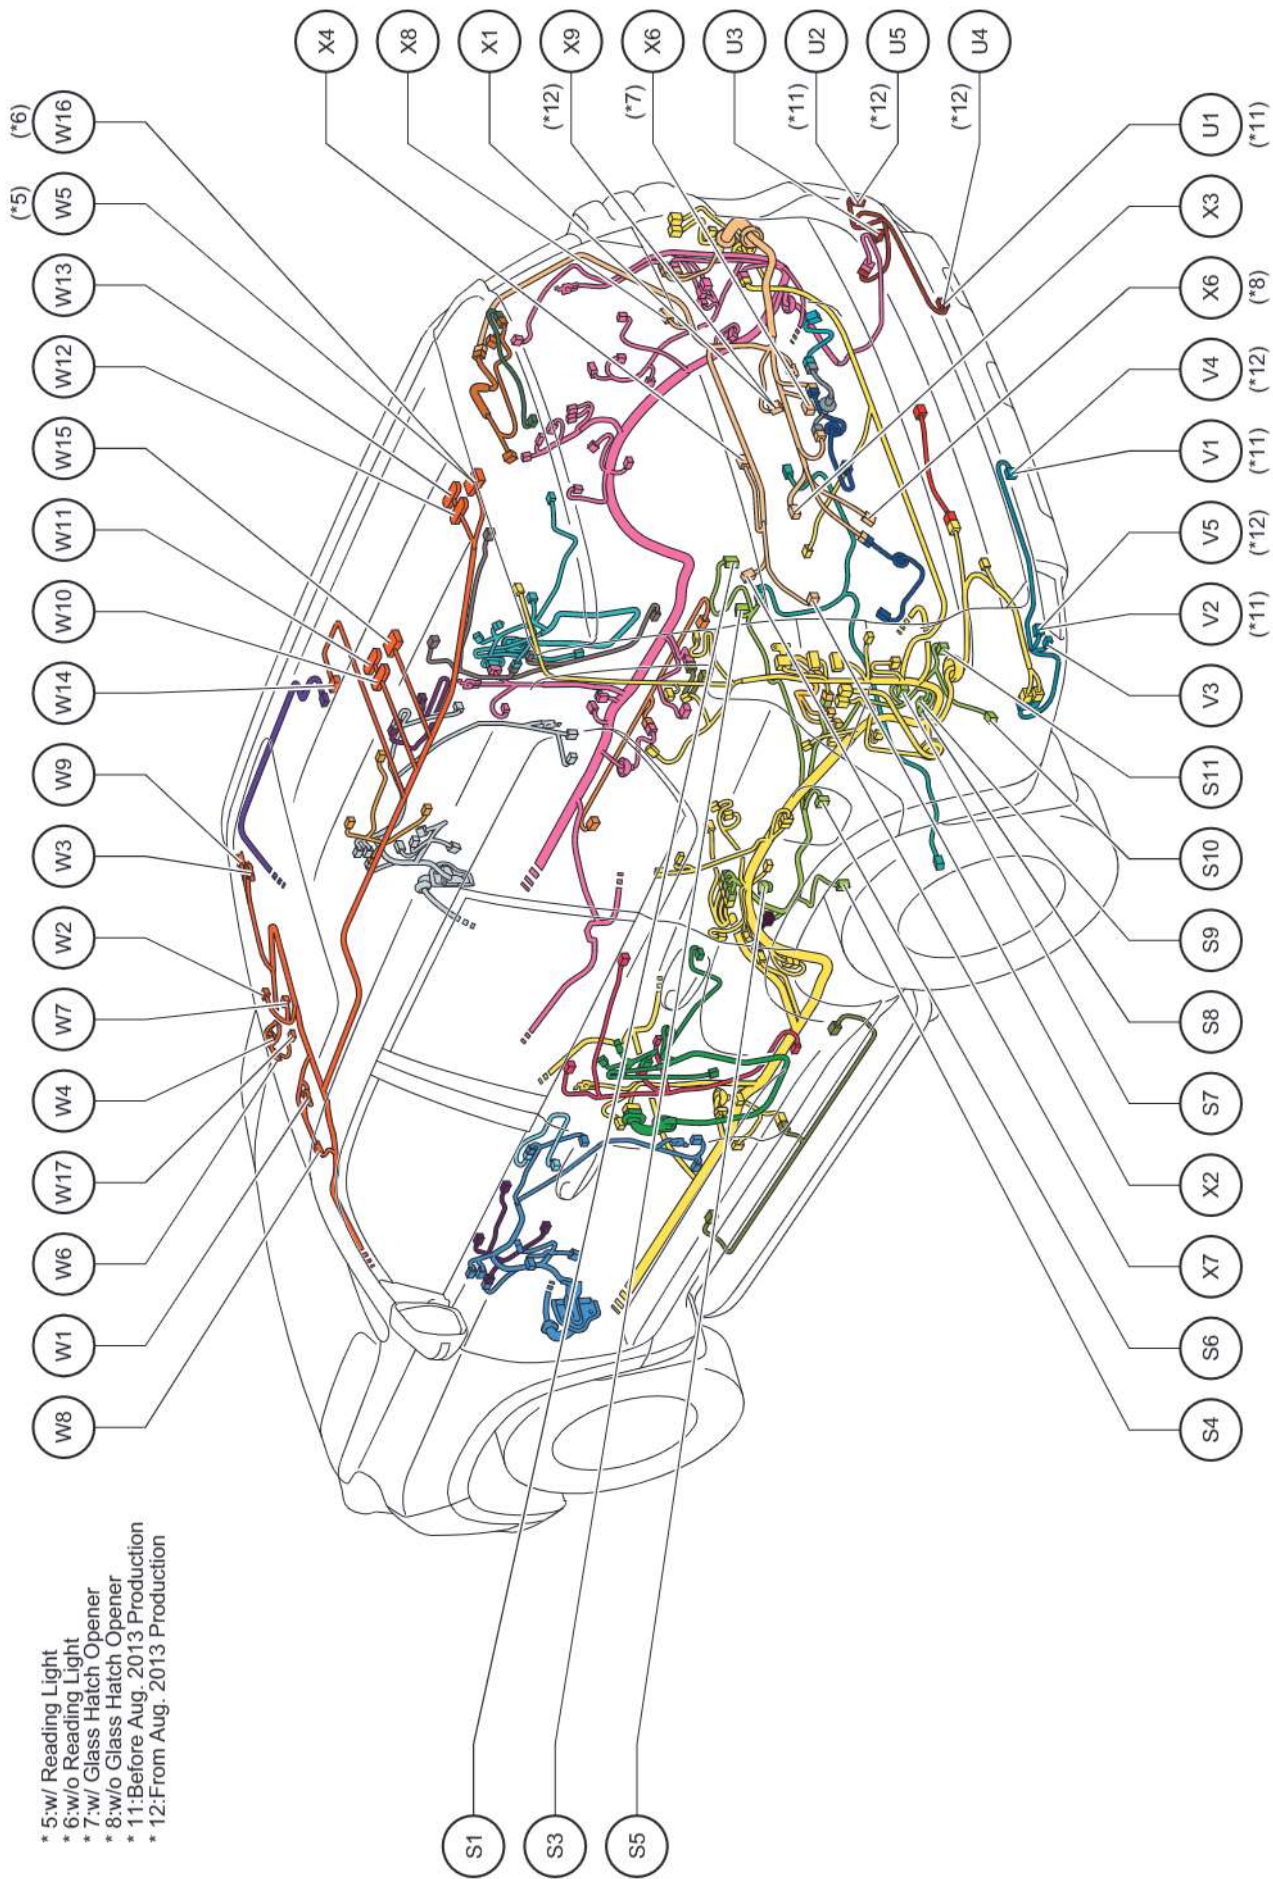 * 5:w/ Reading Light
* 6:w/o Reading Light
* 7:w/ Glass Hatch Opener
* 8:w/o Glass Hatch Opener
* 11:Before Aug. 2013 Production
* 12:From Aug. 2013 Production
W8
W1
W6
W17
W4
W7
W2
W3
W9
W14
W10
W11
W15
W12
W13
W5
(*5)
W16
(*6)
X4
X8
X1
X9
(*12)
X6
(*7)
U3
U2
(*11)
U5
(*12)
U4
(*12)
S1
S3
S5
S4
S6
X7
X2
S7
S8
S9
S10
S11
V3
V2
(*11)
V5
(*12)
V1
(*11)
V4
(*12)
X6
(*8)
X3
U1
(*11)